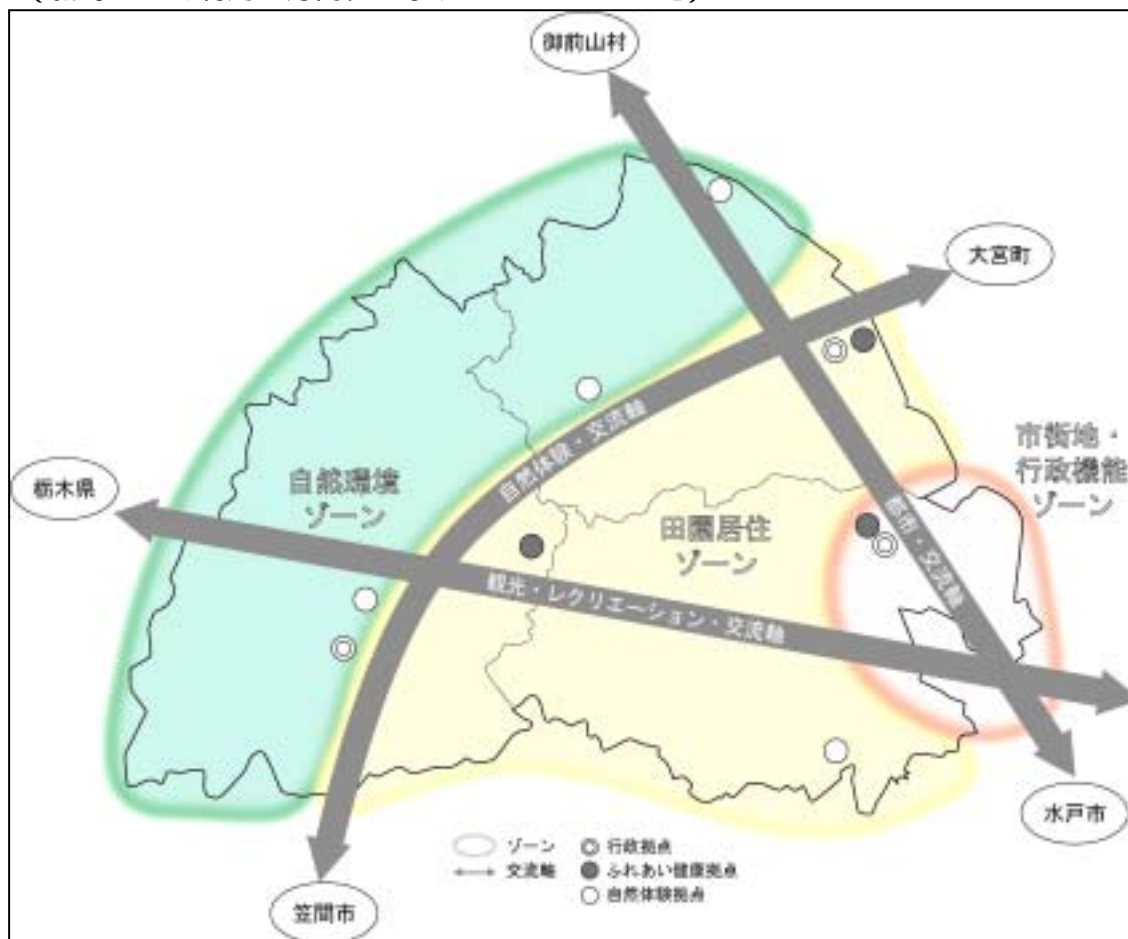 御前山村
大宮町
市街地・
行政機能
ゾーン
自然体験・交流軸
栃木県
自然環境
ゾーン
田園居住
ゾーン
都市・交流軸
観光・レクリエーション・交流軸
水戸市
ゾーン
交流軸
行政拠点
ふれあい健康拠点
自然体験拠点
笠間市